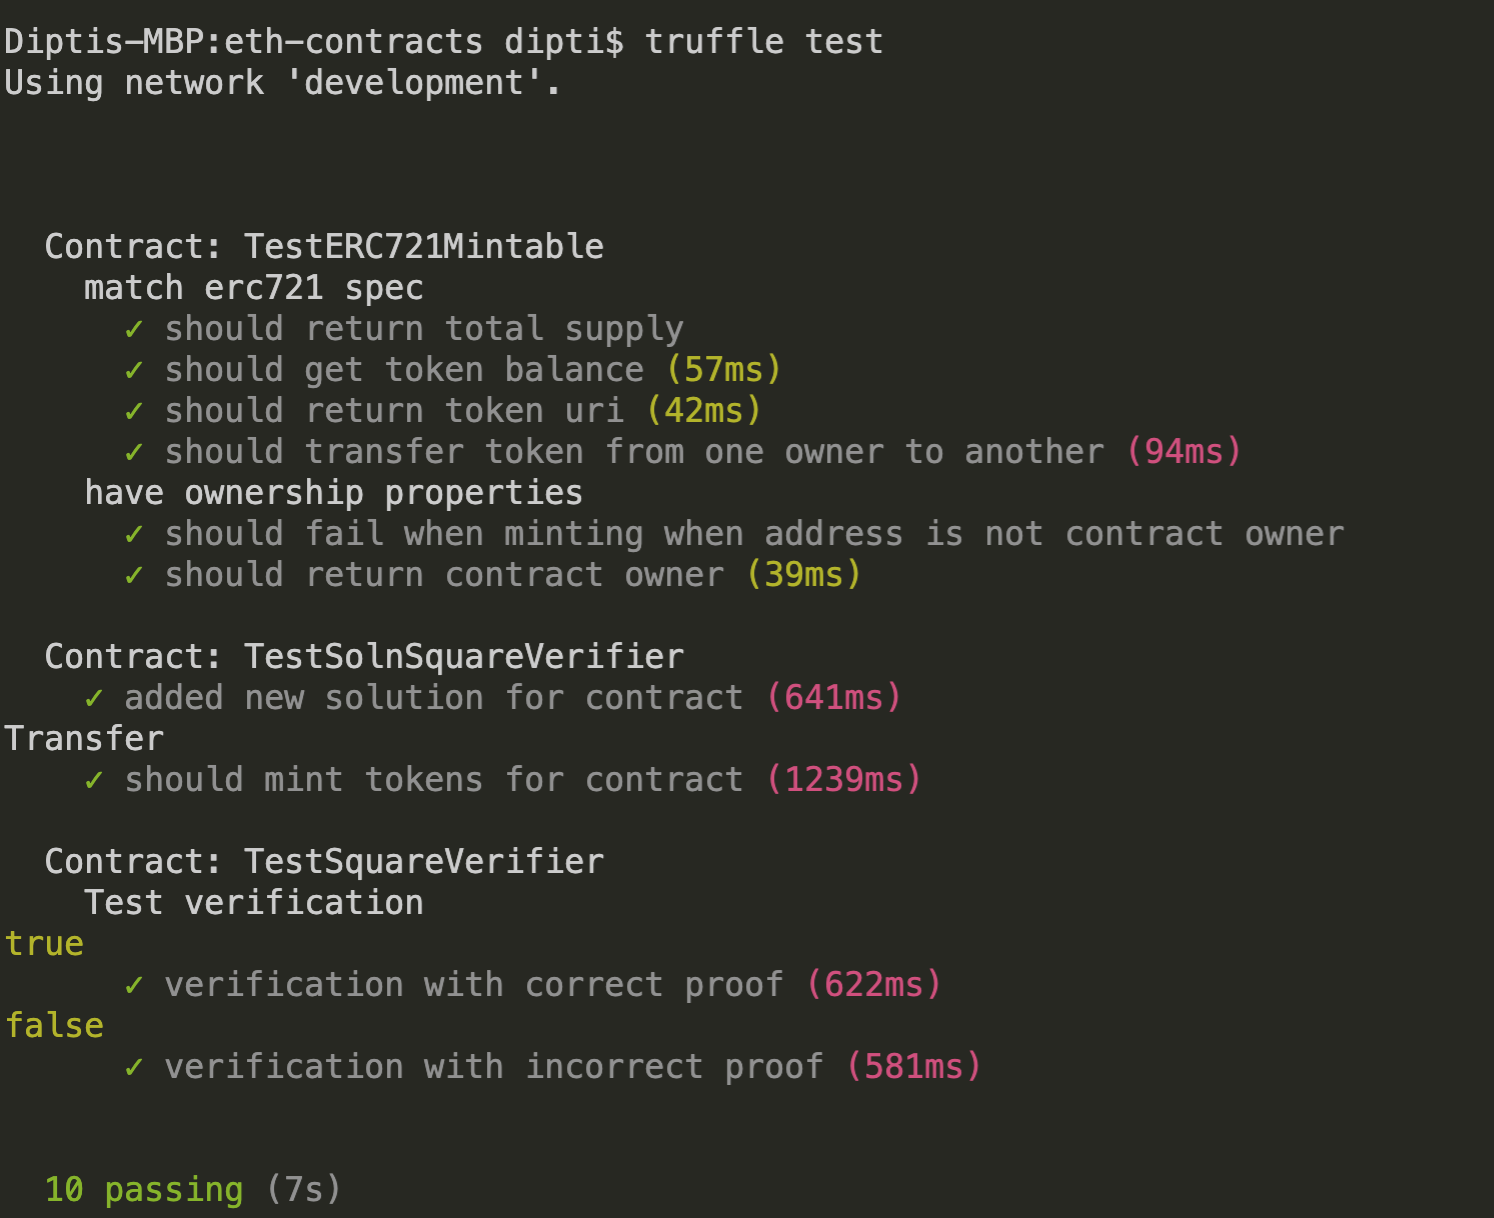 Diptis-MBP:eth-contracts dipti$ truffle test
Using network 'development'.
Contract: TestERC721Mintable
match erc721 spec
✓ should return total supply
✓ should get token balance (57ms)
✓ should return token uri (42ms)
✓ should transfer token from one owner to another (94ms)
have ownership properties
✓ should fail when minting when address is not contract owner
✓ should return contract owner (39ms)
Contract: TestSolnSquareVerifier
✓ added new solution for contract (641ms)
Transfer
✓ should mint tokens for contract (1239ms)
Contract: TestSquareVerifier
Test verification
true
✓ verification with correct proof (622ms)
false
✓ verification with incorrect proof (581ms)
10 passing (7s)